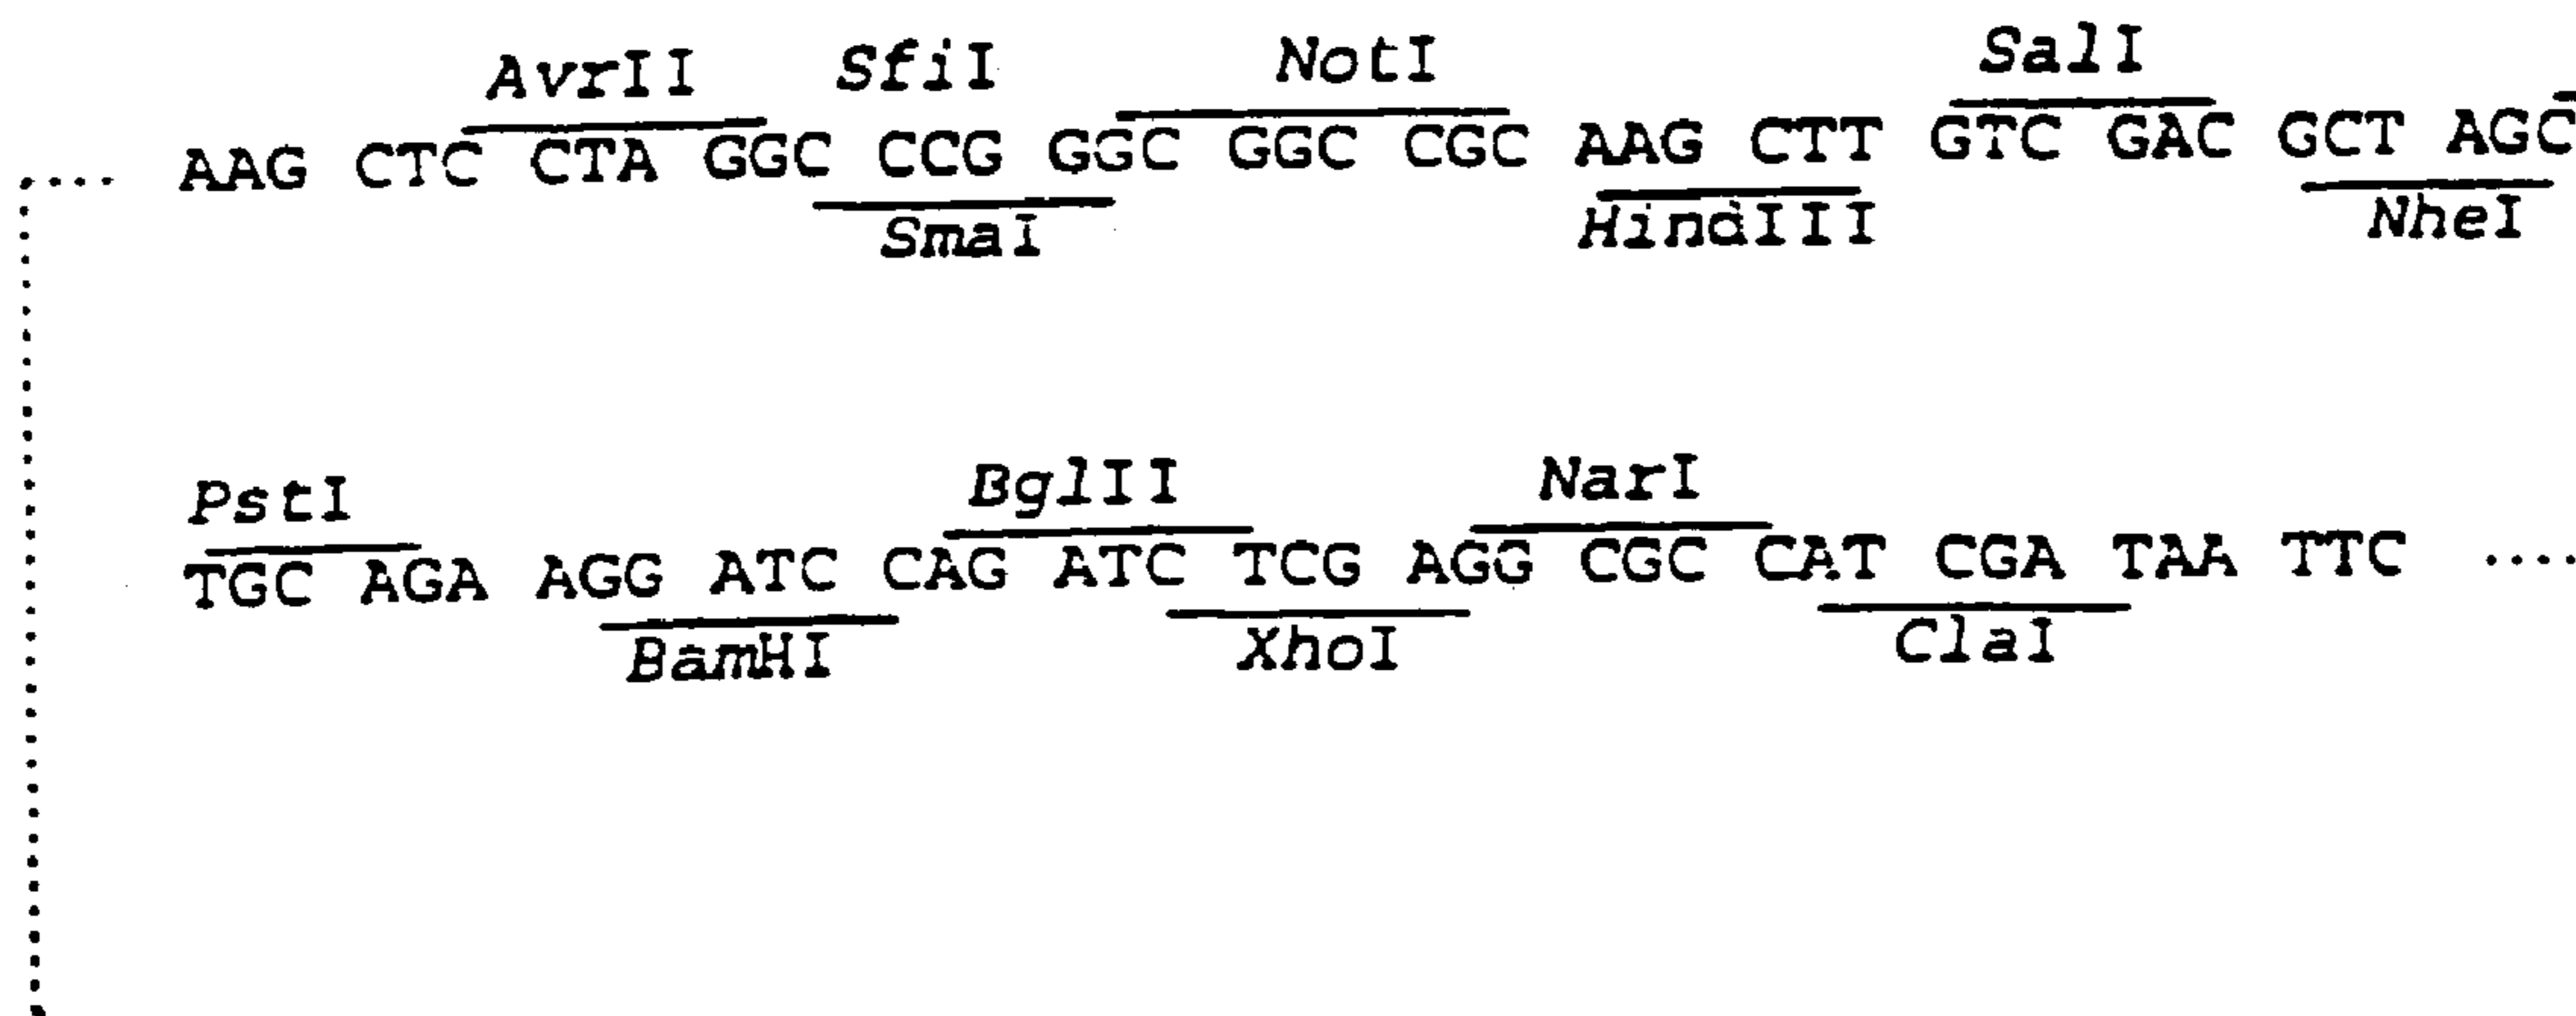 AvrII SfiI NotI SalI
.... AAG CTC CTA GGC CCG GGC GGC CGC AAG CTT GTC GAC GCT AGC
SmaI HindIII NheI
PstI BglII NarI
TGC AGA AGG ATC CAG ATC TCG AGG CGC CAT CGA TAA TTC ....
BamHI XhoI ClaI